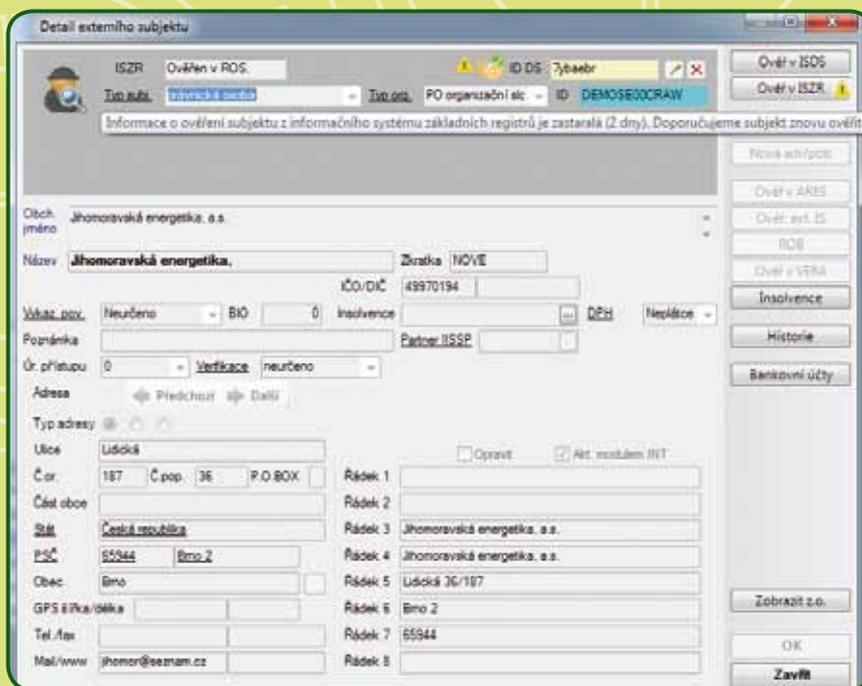 Detail externího subjektu
ISZR Ověřen v ROS. ID DS 7ybaebr Ověř v ISDS
Typ subj. právnická osoba Typ org. PO organizační slc ID DEMOSE00CRAW Ověř v ISZR
Informace o ověření subjektu z informačního systému základních registrů je zastaralá (2 dny). Doporučujeme subjekt znovu ověřit
Ověř v ARES
Obch. jméno Jihomoravská energetika, a.s. Ověř. ext. IS
ROB
Název Jihomoravská energetika, Zkratka NOVE Ověř v VERA
IČO/DIČ 49970194 Insolvence
Vykaz. pov. Neurčeno BIO 0 Insolvence ... DPH Neplátce
Poznámka Partner IISSP Historie
Úr. přístupu 0 Verifikace neurčeno Bankovní účty
Adresa Předchozí Další
Typ adresy
Ulice Lidická Opravit Akt. modulem INT
Č.or. 187 Č.pop. 36 P.O.BOX Řádek 1
Část obce Řádek 2
Stát Česká republika Řádek 3 Jihomoravská energetika, a.s.
PSČ 65944 Brno 2 Řádek 4 Jihomoravská energetika, a.s.
Obec Brno Řádek 5 Lidická 36/187
GPS šířka/délka Řádek 6 Brno 2 Zobrazit z.o.
Tel./fax Řádek 7 65944 OK
Mail/www jihomor@seznam.cz Řádek 8 Zavřít